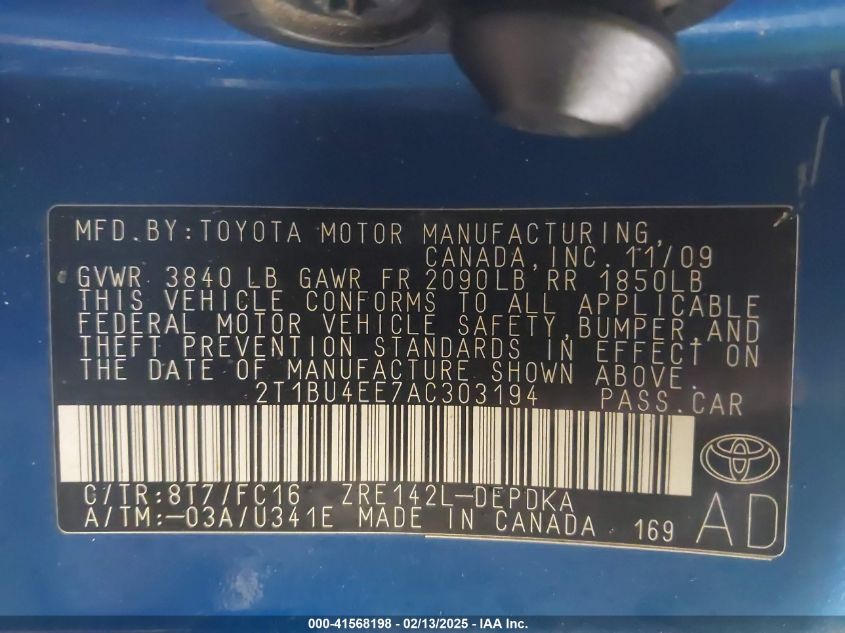 MFD.BY:TOYOTA MOTOR MANUFACTURING,
CANADA,INC. 11/09
GVWR 3840 LB GAWR FR 2090LB RR 1850LB
THIS VEHICLE CONFORMS TO ALL APPLICABLE
FEDERAL MOTOR VEHICLE SAFETY,BUMPER,AND
THEFT PREVENTION STANDARDS IN EFFECT ON
THE DATE OF MANUFACTURE SHOWN ABOVE.
2T1BU4EE7AC303194 PASS.CAR
C/TR:8T7/FC16 ZRE142L-DEPDKA
A/TM:-03A/U341E MADE IN CANADA 169 AD
000-41568198 - 02/13/2025 - IAA Inc.